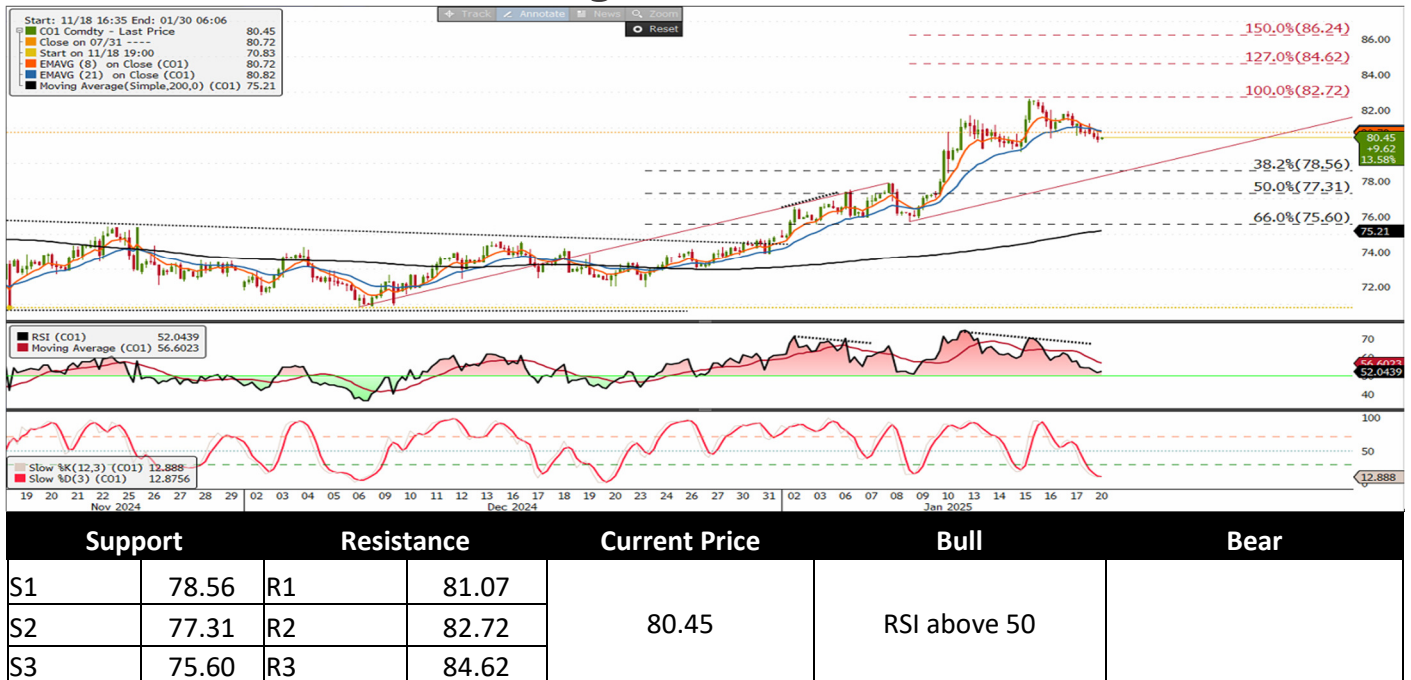 Start: 11/18 16:35 End: 01/30 06:06
CO1 Comdty - Last Price 80.45
Close on 07/31 ---- 80.72
Start on 11/18 19:00 70.83
EMAVG (8) on Close (CO1) 80.72
EMAVG (21) on Close (CO1) 80.82
Moving Average(Simple,200,0) (CO1) 75.21
Track Annotate News Zoom
Reset
150.0%(86.24)
127.0%(84.62)
100.0%(82.72)
38.2%(78.56)
50.0%(77.31)
66.0%(75.60)
86.00
84.00
82.00
80.45
+9.62
13.58%
78.00
76.00
75.21
74.00
72.00
RSI (CO1) 52.0439
Moving Average (CO1) 56.6023
70
56.6023
52.0439
40
Slow %K(12,3) (CO1) 12.888
Slow %D(3) (CO1) 12.8756
100
50
12.888
0
19 20 21 22 25 26 27 28 29 02 03 04 05 06 09 10 11 12 13 16 17 18 19 20 23 24 26 27 30 31 02 03 06 07 08 09 10 13 14 15 16 17 20
Nov 2024 Dec 2024 Jan 2025
Support Resistance Current Price Bull Bear
S1 78.56 R1 81.07
S2 77.31 R2 82.72 80.45 RSI above 50
S3 75.60 R3 84.62